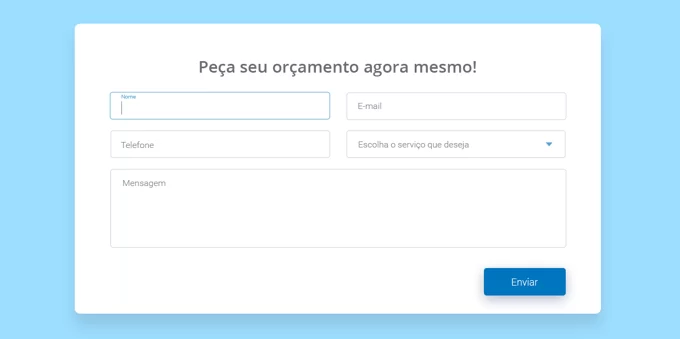 Peça seu orçamento agora mesmo!
Nome
E-mail
Telefone
Escolha o serviço que deseja
Mensagem
Enviar